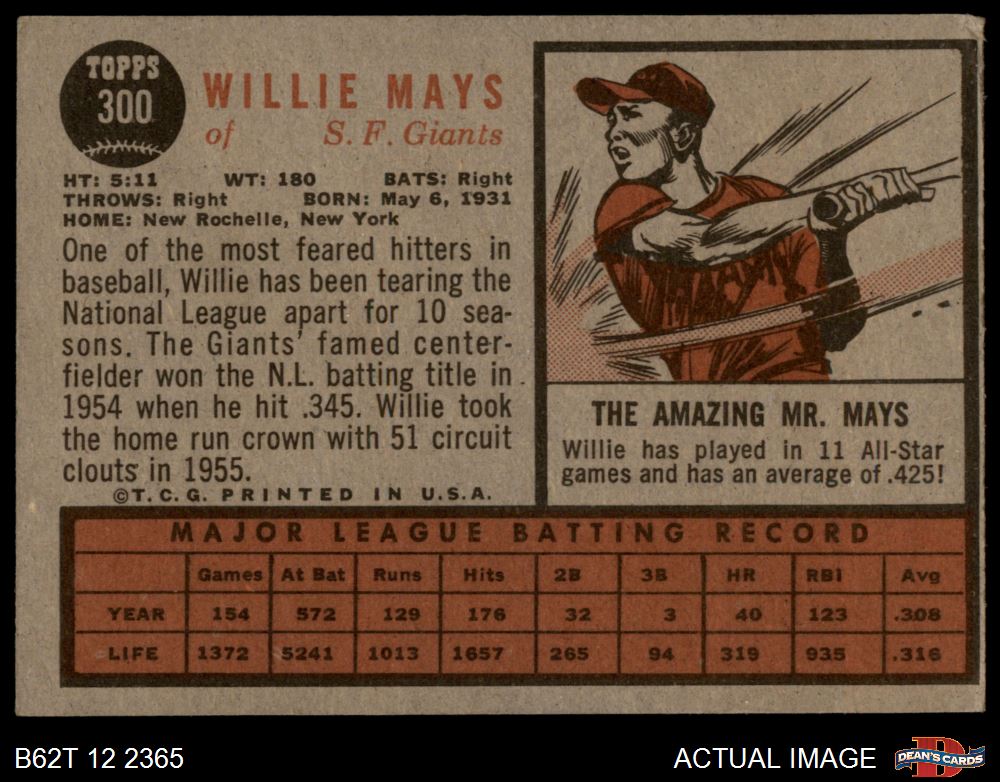 TOPPS
300
WILLIE MAYS
of S. F. Giants
HT: 5:11 WT: 180 BATS: Right
THROWS: Right BORN: May 6, 1931
HOME: New Rochelle, New York
One of the most feared hitters in
baseball, Willie has been tearing the
National League apart for 10 sea-
sons. The Giants' famed center-
fielder won the N.L. batting title in
1954 when he hit .345. Willie took
the home run crown with 51 circuit
clouts in 1955.
©T.C.G. PRINTED IN U.S.A.
THE AMAZING MR. MAYS
Willie has played in 11 All-Star
games and has an average of .425!
MAJOR LEAGUE BATTING RECORD
Games At Bat Runs Hits 2B 3B HR RBI Avg
YEAR 154 572 129 176 32 3 40 123 .308
LIFE 1372 5241 1013 1657 265 94 319 935 .316
B62T 12 2365
ACTUAL IMAGE
D
DEAN'S CARDS